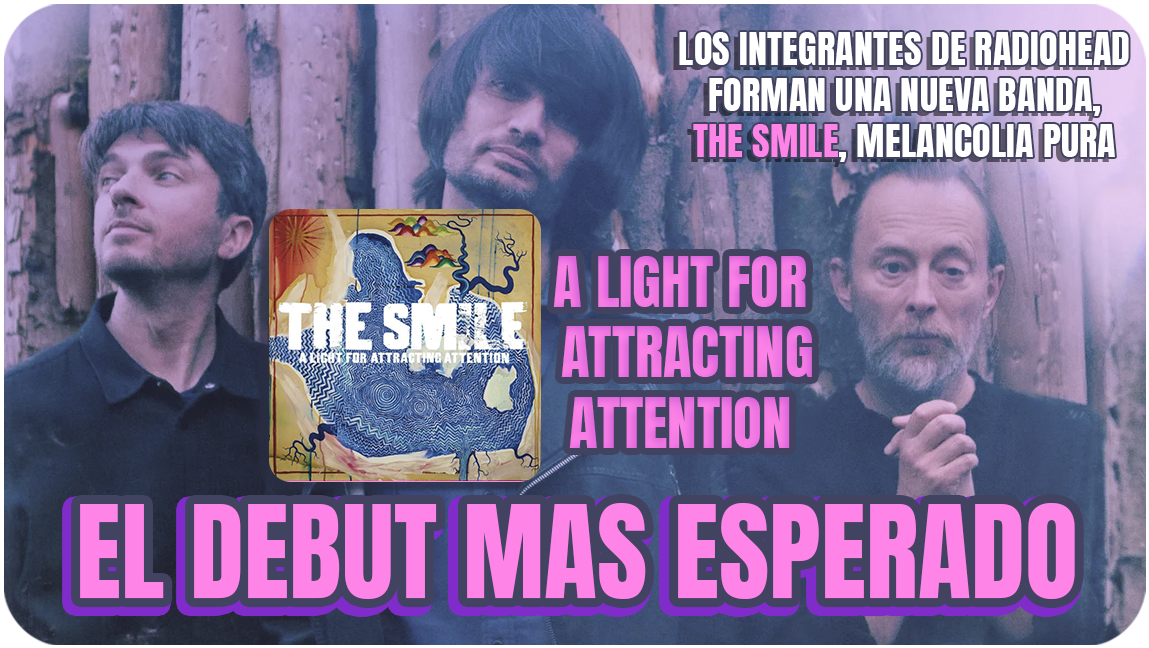 LOS INTEGRANTES DE RADIOHEAD
FORMAN UNA NUEVA BANDA,
THE SMILE, MELANCOLIA PURA
THE SMILE
A LIGHT FOR ATTRACTING ATTENTION
A LIGHT FOR
ATTRACTING
ATTENTION
EL DEBUT MAS ESPERADO